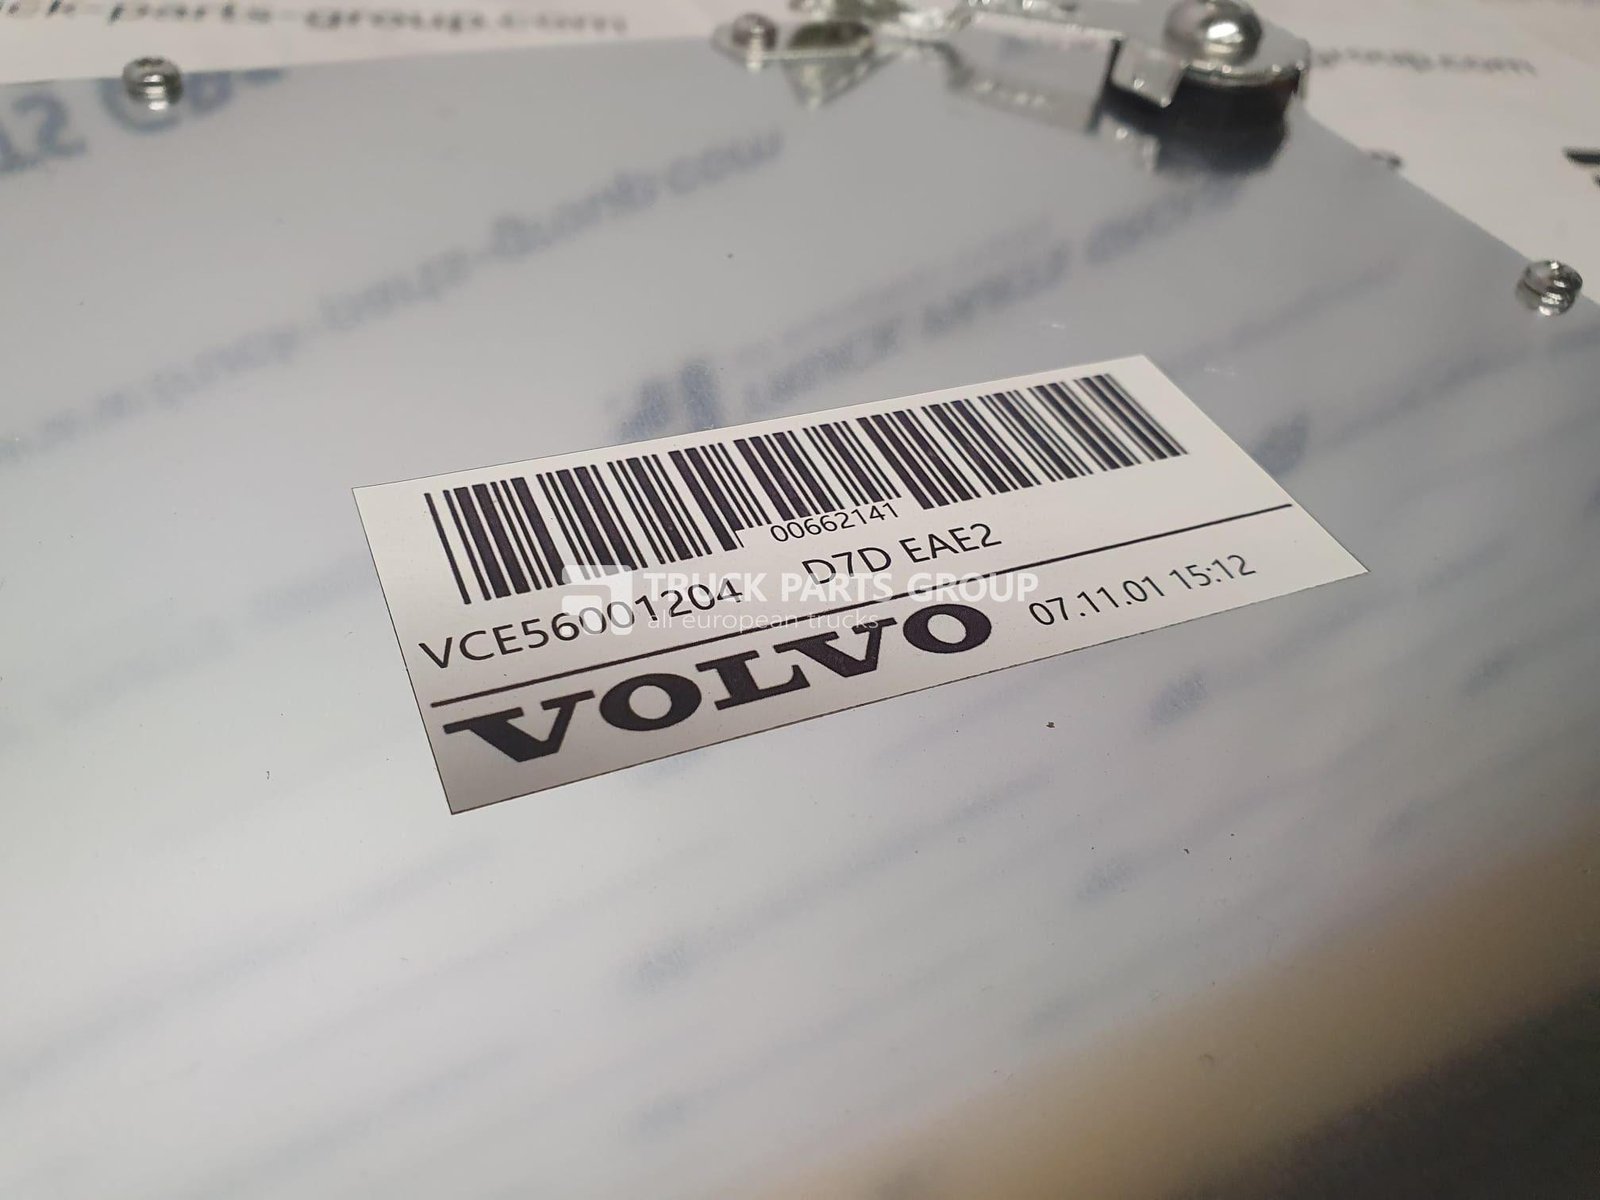 00662141
VCE56001204 D7D EAE2
VOLVO 07.11.01 15:12
TRUCK PARTS GROUP
all european trucks